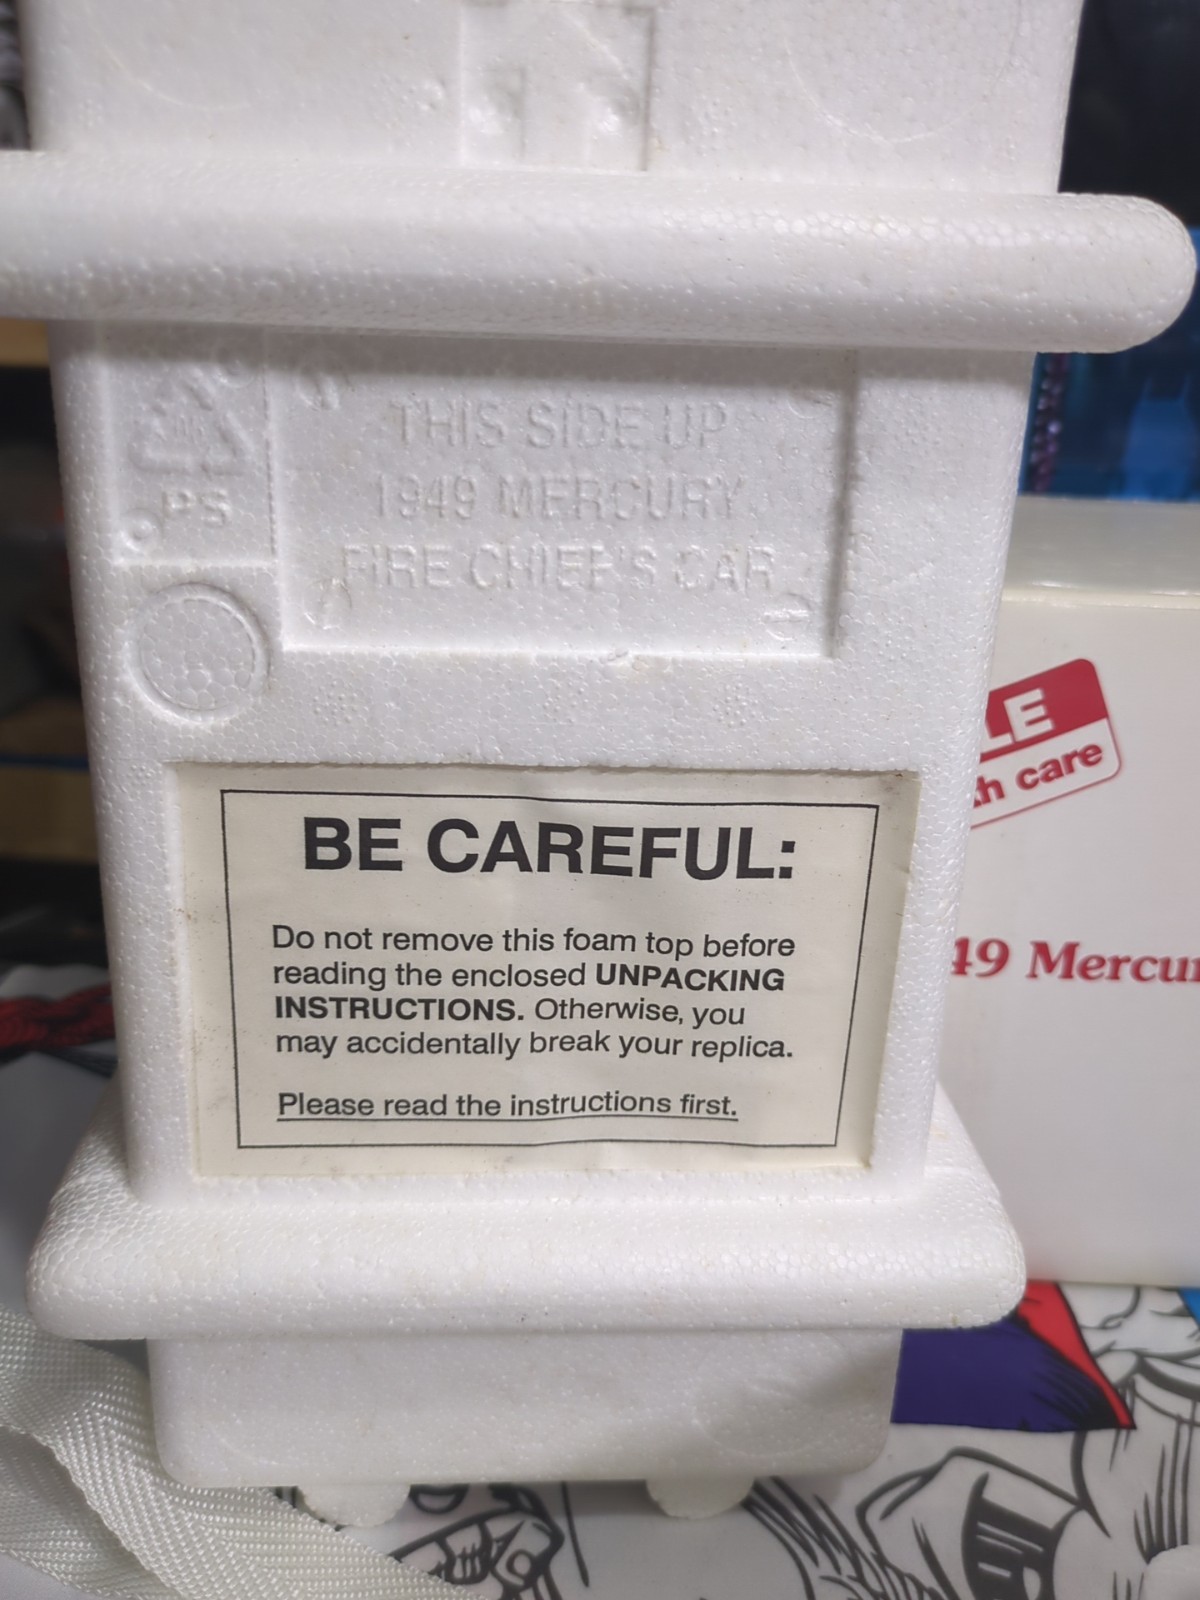 THIS SIDE UP
1949 MERCURY
FIRE CHIEF'S CAR
PS
BE CAREFUL:
Do not remove this foam top before
reading the enclosed UNPACKING
INSTRUCTIONS. Otherwise, you
may accidentally break your replica.
Please read the instructions first.
LE
th care
49 Mercur